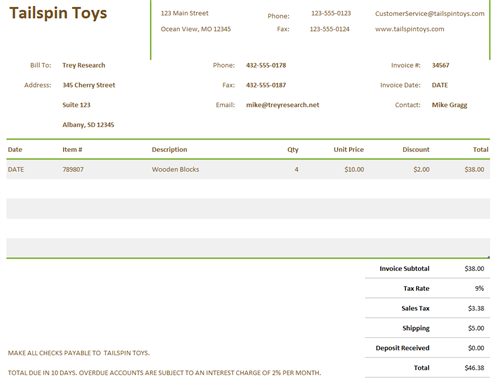 Tailspin Toys
123 Main Street Phone: 123-555-0123 CustomerService@tailspintoys.com
Ocean View, MO 12345 Fax: 123-555-0124 www.tailspintoys.com
Bill To: Trey Research Phone: 432-555-0178 Invoice #: 34567
Address: 345 Cherry Street Fax: 432-555-0187 Invoice Date: DATE
Suite 123 Email: mike@treyresearch.net Contact: Mike Gragg
Albany, SD 12345
Date Item # Description Qty Unit Price Discount Total
DATE 789807 Wooden Blocks 4 $10.00 $2.00 $38.00
Invoice Subtotal $38.00
Tax Rate 9%
Sales Tax $3.38
Shipping $5.00
Deposit Received $0.00
MAKE ALL CHECKS PAYABLE TO TAILSPIN TOYS.
Total $46.38
TOTAL DUE IN 10 DAYS. OVERDUE ACCOUNTS ARE SUBJECT TO AN INTEREST CHARGE OF 2% PER MONTH.